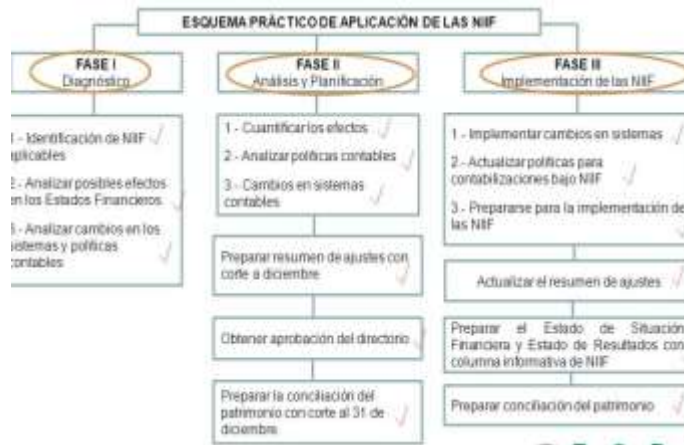 ESQUEMA PRÁCTICO DE APLICACIÓN DE LAS NIIF
FASE I
Diagnóstico
1 - Identificación de NIIF
aplicables
2 - Analizar posibles efectos
en los Estados Financieros
3 - Analizar cambios en los
sistemas y políticas
contables
FASE II
Análisis y Planificación
1 - Cuantificar los efectos
2 - Analizar políticas contables
3 - Cambios en sistemas
contables
Preparar resumen de ajustes con
corte a diciembre
Obtener aprobación del directorio
Preparar la conciliación del
patrimonio con corte al 31 de
diciembre
FASE III
Implementación de las NIIF
1 - Implementar cambios en sistemas
2 - Actualizar políticas para
contabilizaciones bajo NIIF
3 - Prepararse para la implementación de
las NIIF
Actualizar el resumen de ajustes
Preparar el Estado de Situación
Financiera y Estado de Resultados con
columna informativa de NIIF
Preparar conciliación del patrimonio